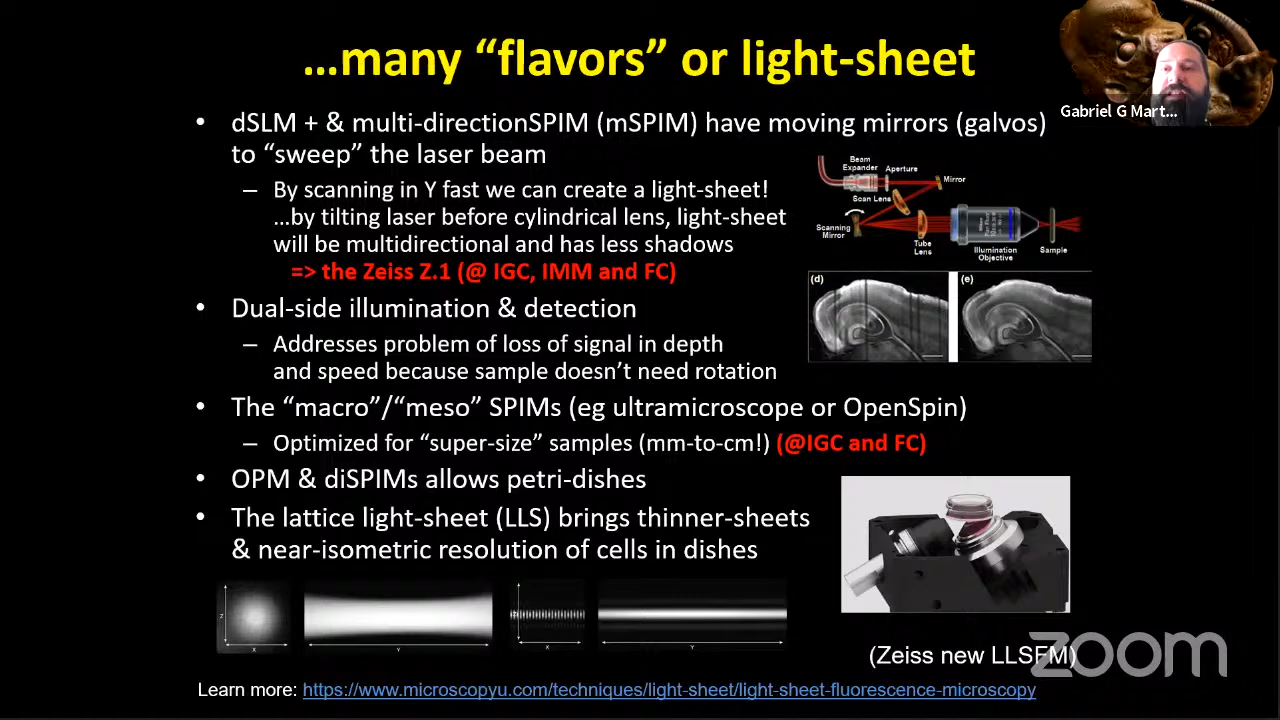 …many “flavors” or light-sheet
Gabriel G Mart...
• dSLM + & multi-directionSPIM (mSPIM) have moving mirrors (galvos)
to “sweep” the laser beam
– By scanning in Y fast we can create a light-sheet!
…by tilting laser before cylindrical lens, light-sheet
will be multidirectional and has less shadows
=> the Zeiss Z.1 (@ IGC, IMM and FC)
Beam
Expander
Aperture
Mirror
Scan Lens
Scanning
Mirror
Tube
Lens
Illumination
Objective
Sample
(d)
(e)
• Dual-side illumination & detection
– Addresses problem of loss of signal in depth
and speed because sample doesn’t need rotation
• The “macro”/“meso” SPIMs (eg ultramicroscope or OpenSpin)
– Optimized for “super-size” samples (mm-to-cm!) (@IGC and FC)
• OPM & diSPIMs allows petri-dishes
• The lattice light-sheet (LLS) brings thinner-sheets
& near-isometric resolution of cells in dishes
Z
X
Y
Z
X
Y
(Zeiss new LLSFM)
zoom
Learn more: https://www.microscopyu.com/techniques/light-sheet/light-sheet-fluorescence-microscopy